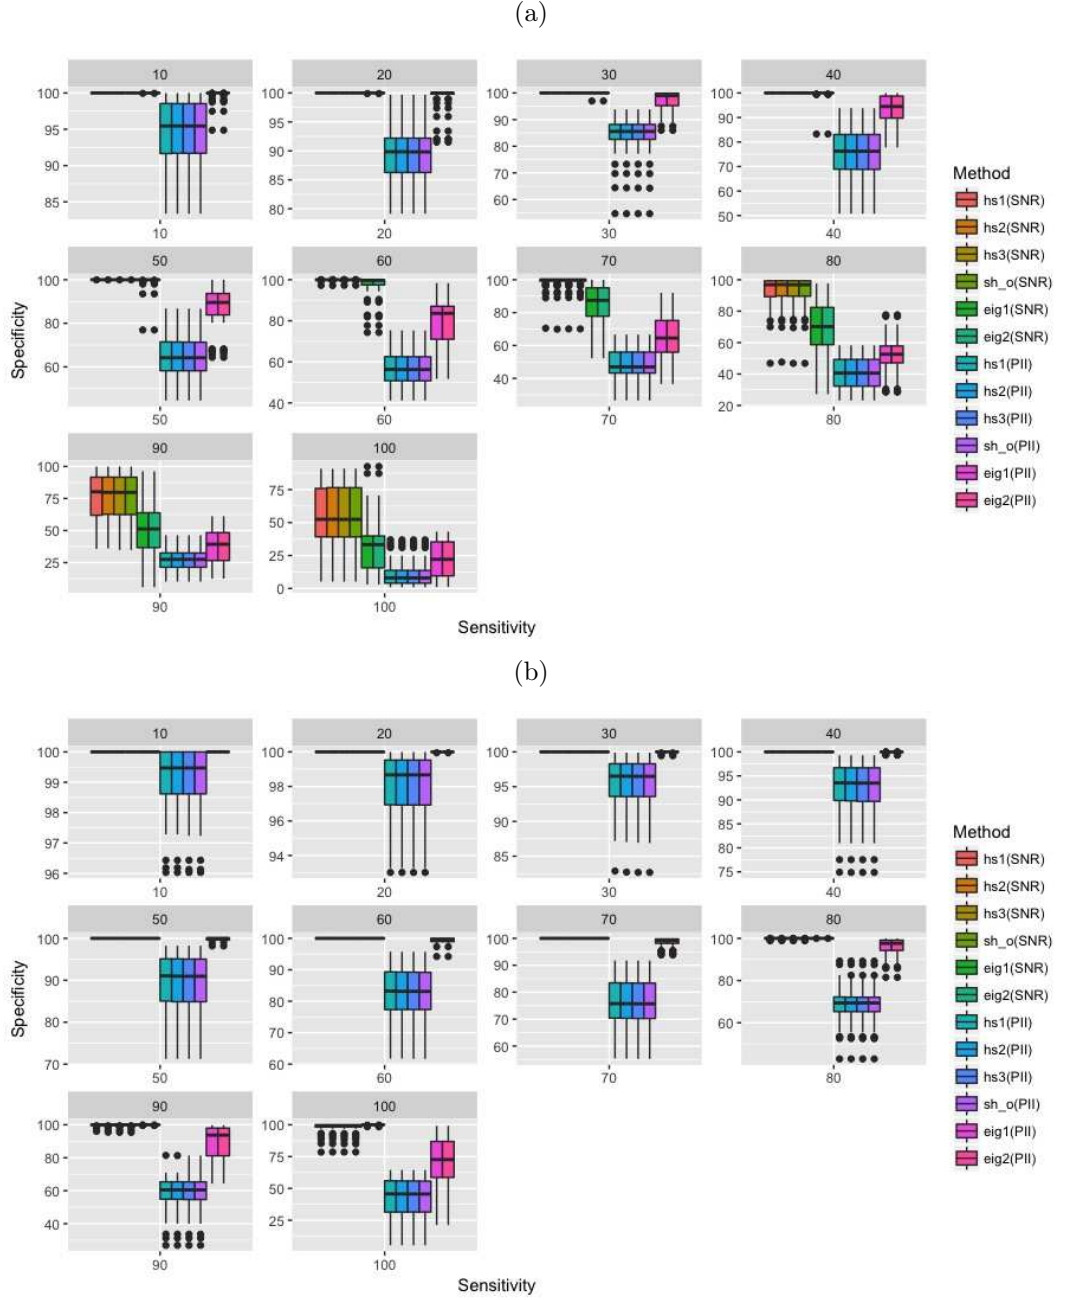 (a)
10 20 30 40
100 95 90 85
100 95 90 85 80
100 90 80 70 60
100 90 80 70 60 50
10 20 30 40
50 60 70 80
100 80 60
100 80 60 40
100 80 60 40
100 80 60 40 20
50 60 70 80
90 100
100 75 50 25
75 50 25 0
90 100
Specificity
Sensitivity
Method
hs1(SNR)
hs2(SNR)
hs3(SNR)
sh_o(SNR)
eig1(SNR)
eig2(SNR)
hs1(PII)
hs2(PII)
hs3(PII)
sh_o(PII)
eig1(PII)
eig2(PII)
(b)
10 20 30 40
100 99 98 97 96
100 98 96 94
100 95 90 85
100 95 90 85 80 75
10 20 30 40
50 60 70 80
100 90 80 70
100 90 80 70 60
100 90 80 70 60
100 80 60
50 60 70 80
90 100
100 80 60 40
100 75 50 25
90 100
Specificity
Sensitivity
Method
hs1(SNR)
hs2(SNR)
hs3(SNR)
sh_o(SNR)
eig1(SNR)
eig2(SNR)
hs1(PII)
hs2(PII)
hs3(PII)
sh_o(PII)
eig1(PII)
eig2(PII)